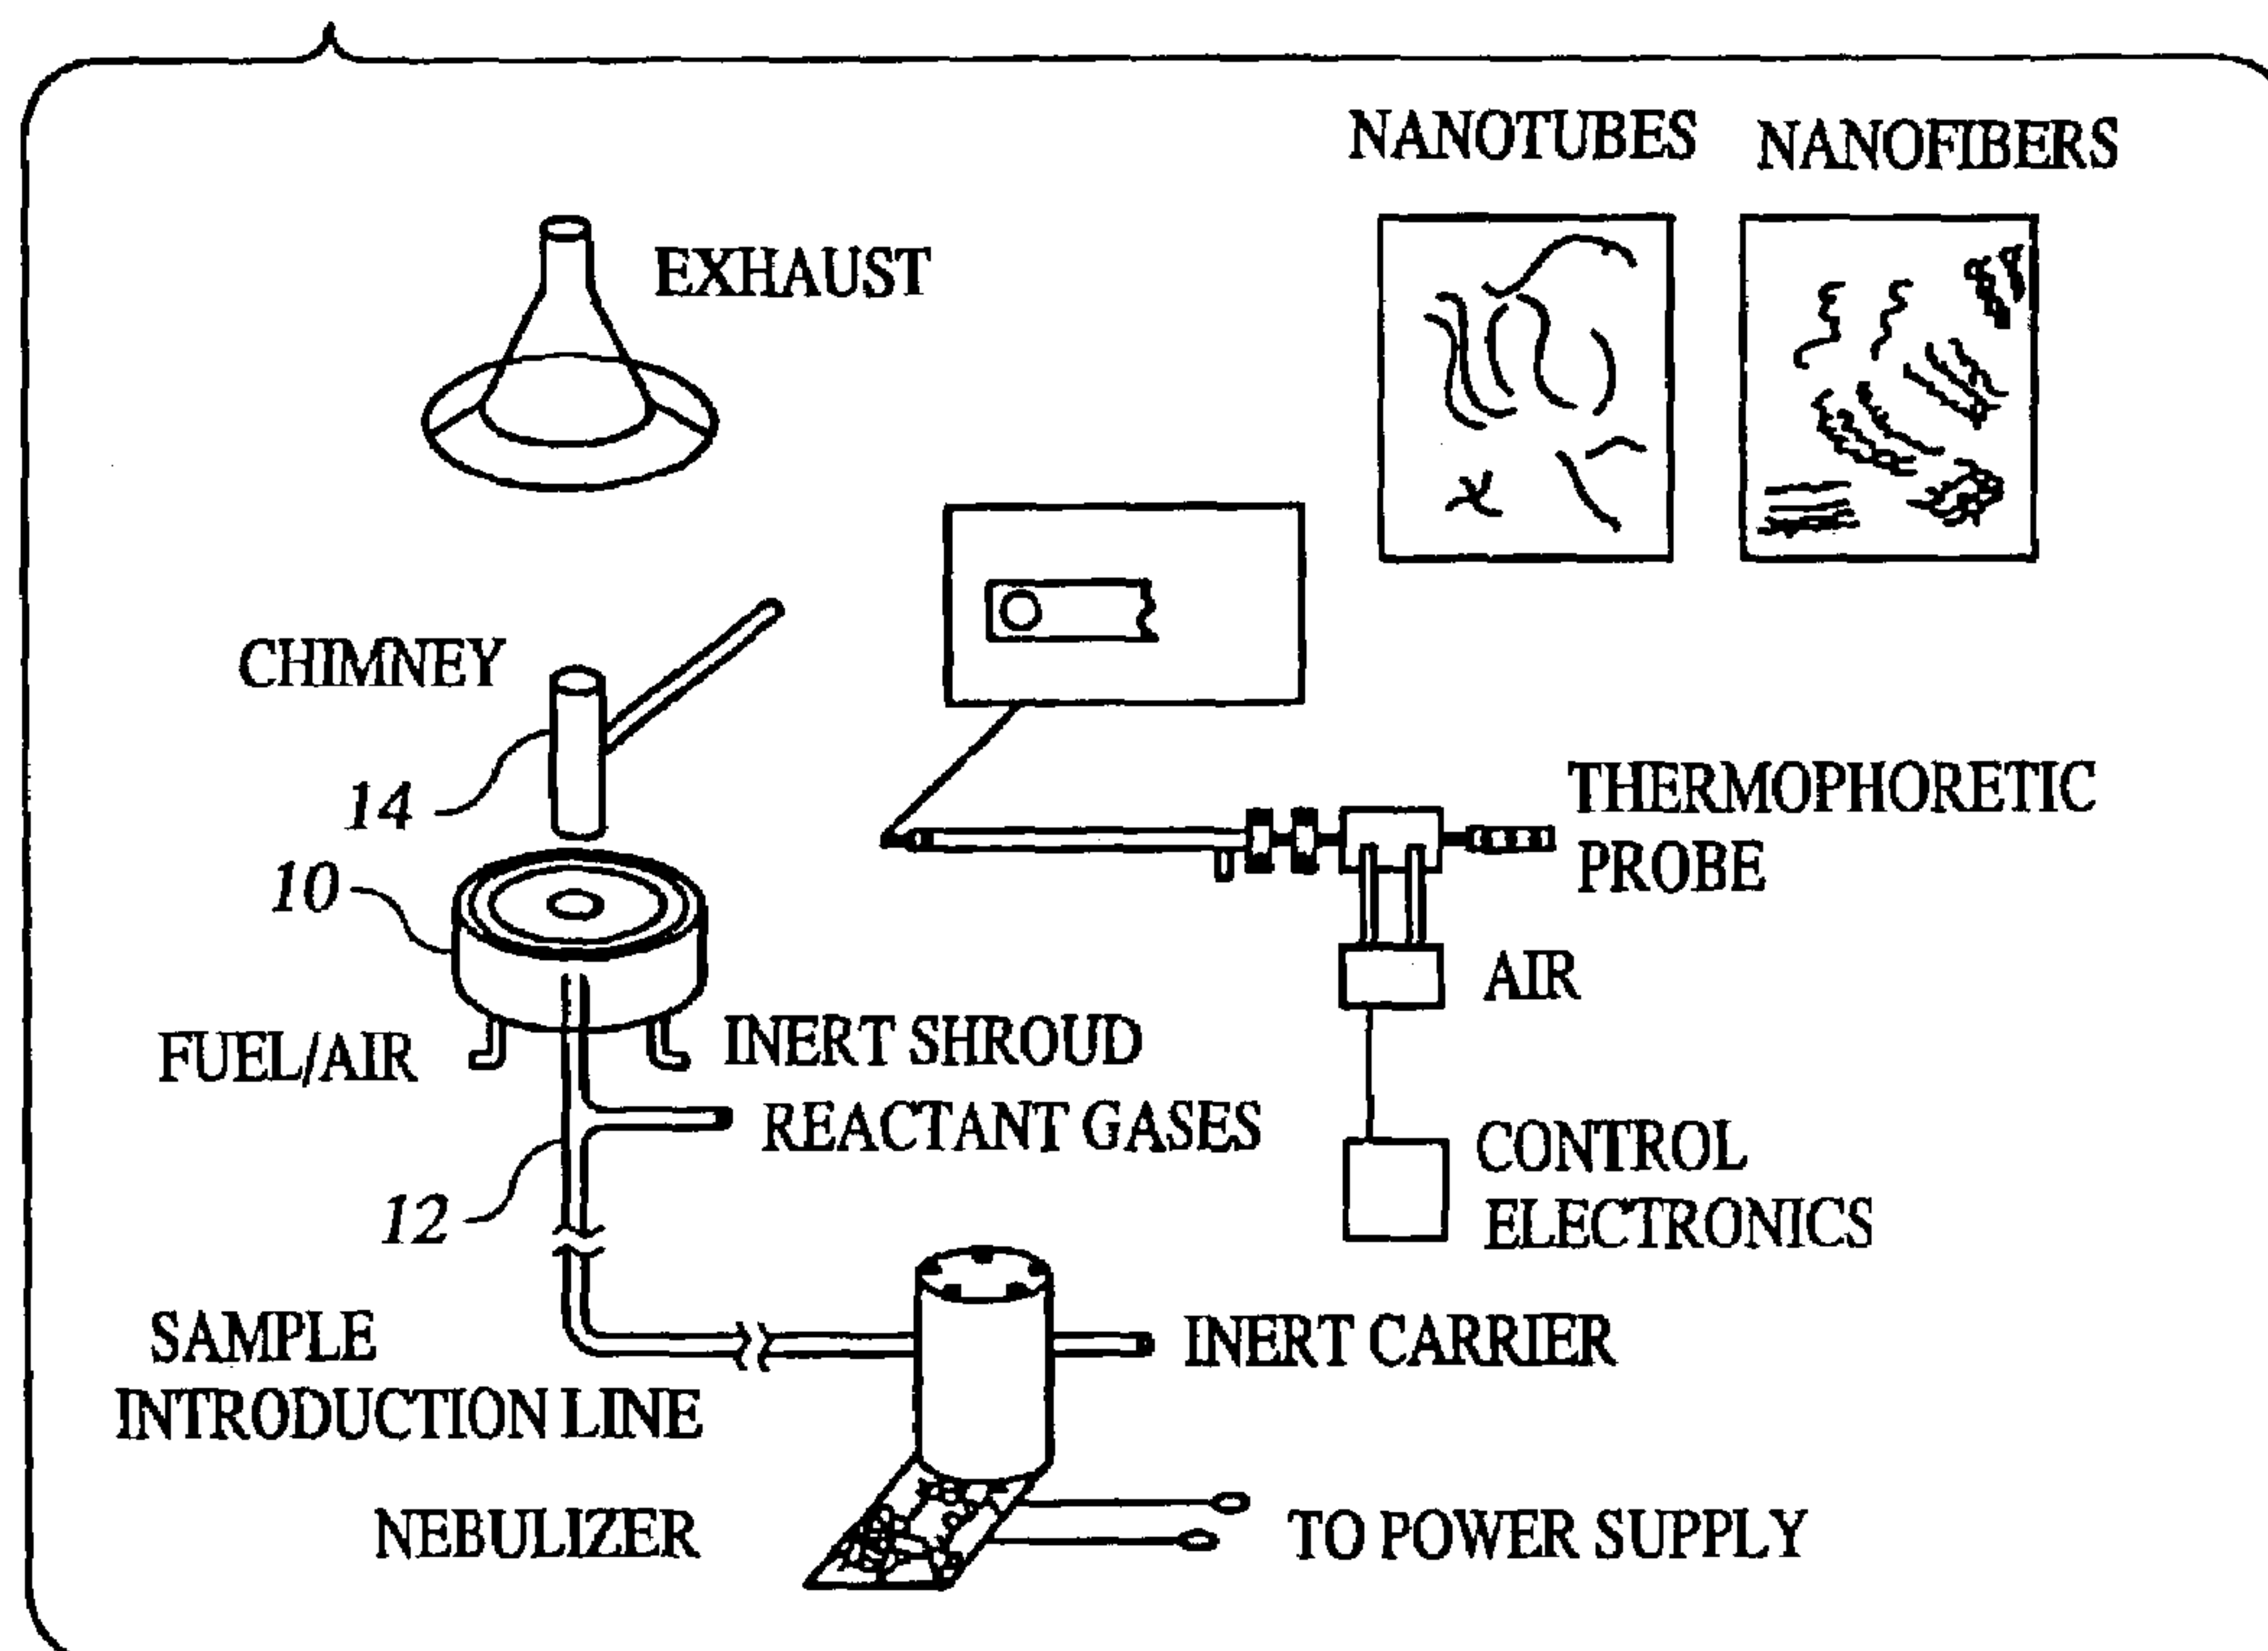 NANOTUBES
NANOFIBERS
EXHAUST
CHIMNEY
14
10
THERMOPHORETIC
PROBE
AIR
FUEL/AIR
INERT SHROUD
REACTANT GASES
12
CONTROL
ELECTRONICS
SAMPLE
INTRODUCTION LINE
INERT CARRIER
NEBULIZER
TO POWER SUPPLY